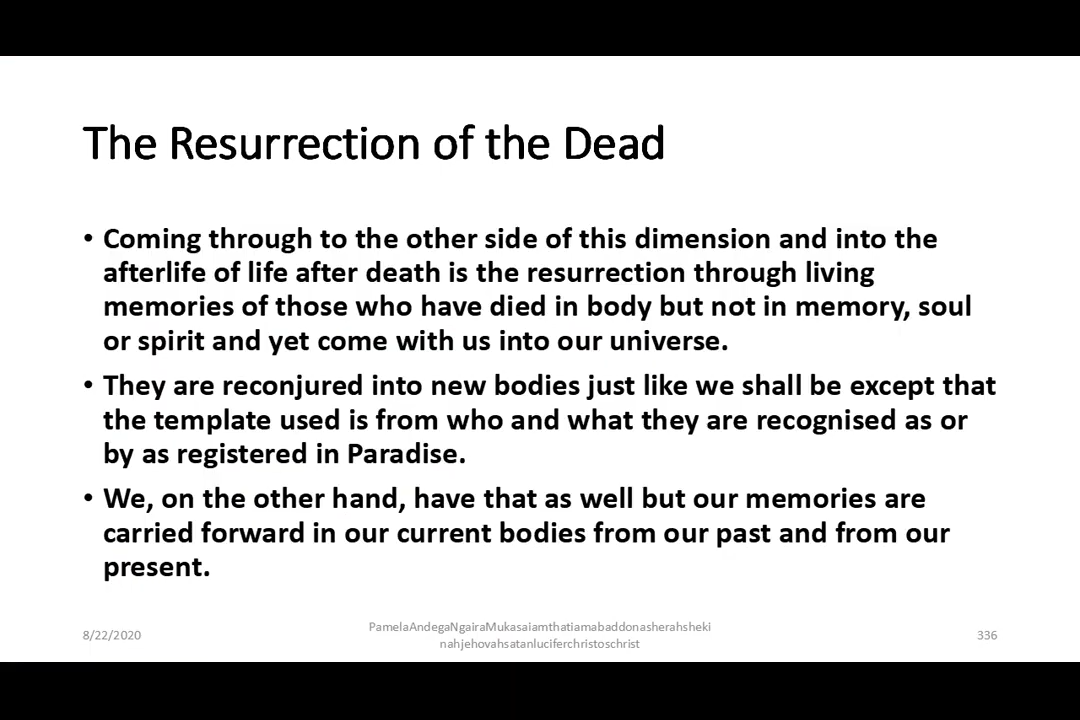 The Resurrection of the Dead
• Coming through to the other side of this dimension and into the
afterlife of life after death is the resurrection through living
memories of those who have died in body but not in memory, soul
or spirit and yet come with us into our universe.
• They are reconjured into new bodies just like we shall be except that
the template used is from who and what they are recognised as or
by as registered in Paradise.
• We, on the other hand, have that as well but our memories are
carried forward in our current bodies from our past and from our
present.
8/22/2020
PamelaAndegaNgairaMukasaiamthatiamabaddonasherahsheki
nahjehovahsatanluciferchristoschrist
336